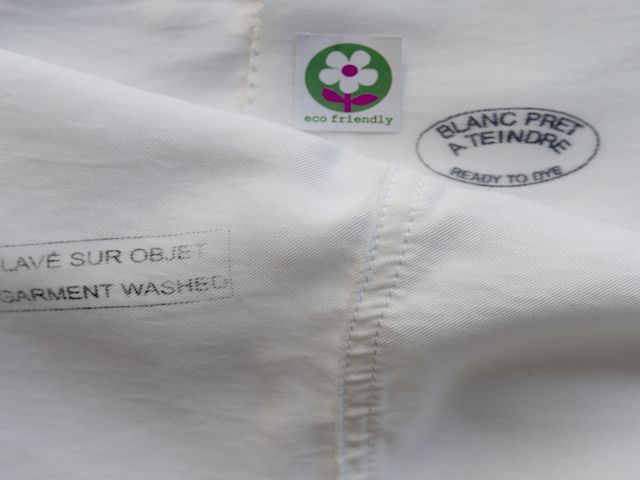 eco friendly
BLANC PRET
A TEINDRE
READY TO DYE
LAVÉ SUR OBJET
GARMENT WASHED